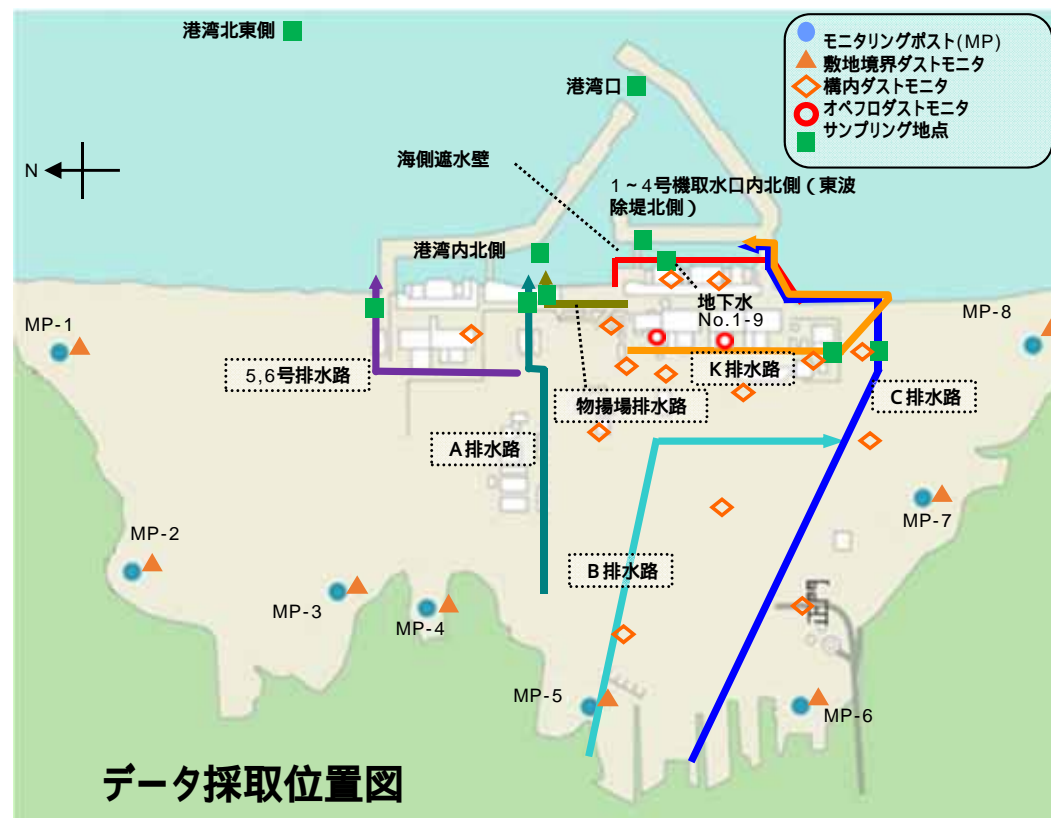 港湾北東側
港湾口
モニタリングポスト(MP)
敷地境界ダストモニタ
構内ダストモニタ
オペフロダストモニタ
サンプリング地点
N
海側遮水壁
1~4号機取水口内北側(東波
除堤北側)
港湾内北側
地下水
No.1-9
MP-1
MP-8
5,6号排水路
物揚場排水路
K排水路
C排水路
A排水路
MP-7
MP-2
B排水路
MP-3
MP-4
MP-5
MP-6
データ採取位置図